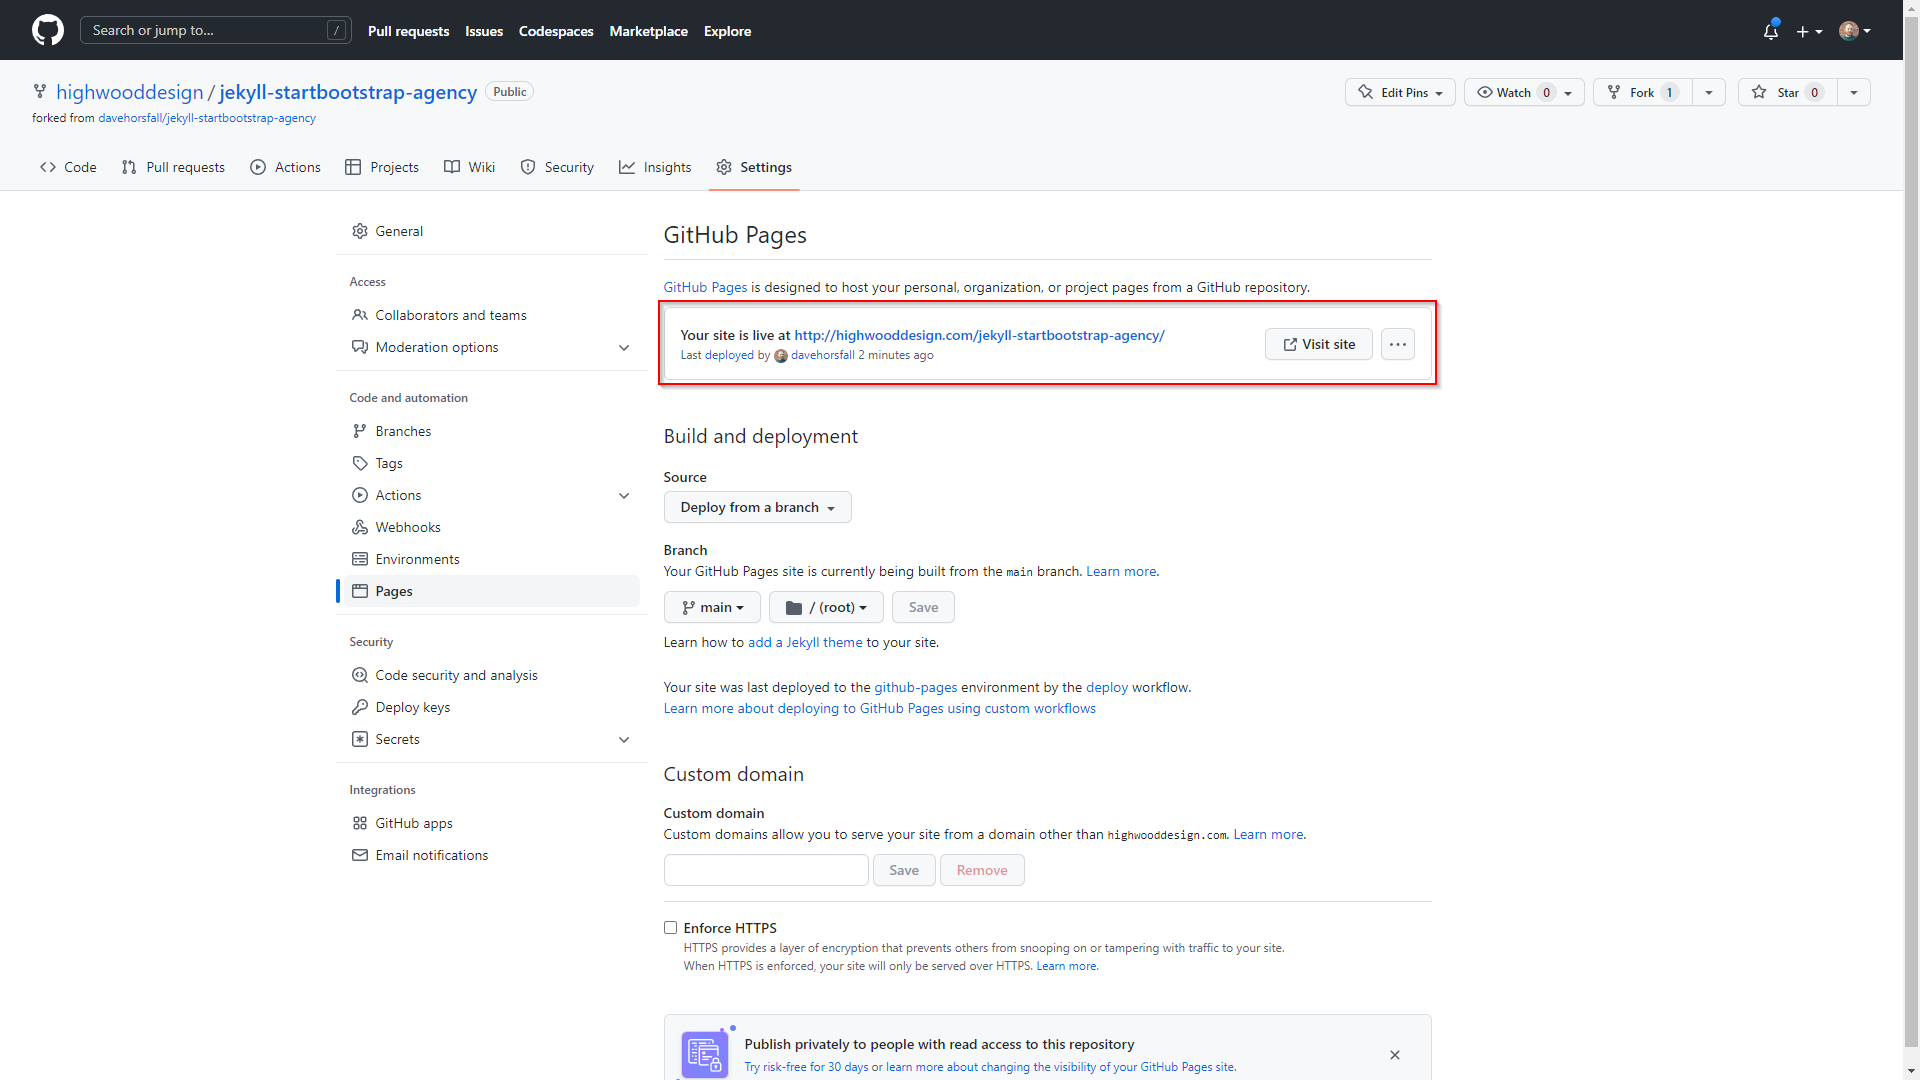 Search or jump to... /
Pull requests Issues Codespaces Marketplace Explore
highwooddesign / jekyll-startbootstrap-agency Public
forked from davehorsfall/jekyll-startbootstrap-agency
Edit Pins Watch 0 Fork 1 Star 0
Code Pull requests Actions Projects Wiki Security Insights Settings
General
Access
Collaborators and teams
Moderation options
Code and automation
Branches
Tags
Actions
Webhooks
Environments
Pages
Security
Code security and analysis
Deploy keys
Secrets
Integrations
GitHub apps
Email notifications
GitHub Pages
GitHub Pages is designed to host your personal, organization, or project pages from a GitHub repository.
Your site is live at http://highwooddesign.com/jekyll-startbootstrap-agency/
Last deployed by davehorsfall 2 minutes ago
Visit site ...
Build and deployment
Source
Deploy from a branch
Branch
Your GitHub Pages site is currently being built from the main branch. Learn more.
main / (root) Save
Learn how to add a Jekyll theme to your site.
Your site was last deployed to the github-pages environment by the deploy workflow.
Learn more about deploying to GitHub Pages using custom workflows
Custom domain
Custom domain
Custom domains allow you to serve your site from a domain other than highwooddesign.com. Learn more.
Save Remove
Enforce HTTPS
HTTPS provides a layer of encryption that prevents others from snooping on or tampering with traffic to your site.
When HTTPS is enforced, your site will only be served over HTTPS. Learn more.
Publish privately to people with read access to this repository
Try risk-free for 30 days or learn more about changing the visibility of your GitHub Pages site.